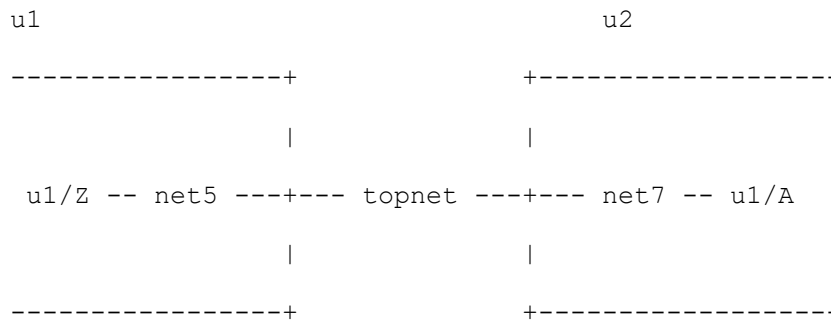 u1                                  u2
-----------------+              +-------------------
                 |              |
 u1/Z -- net5 ---+--- topnet ---+--- net7 -- u1/A
                 |              |
-----------------+              +-------------------